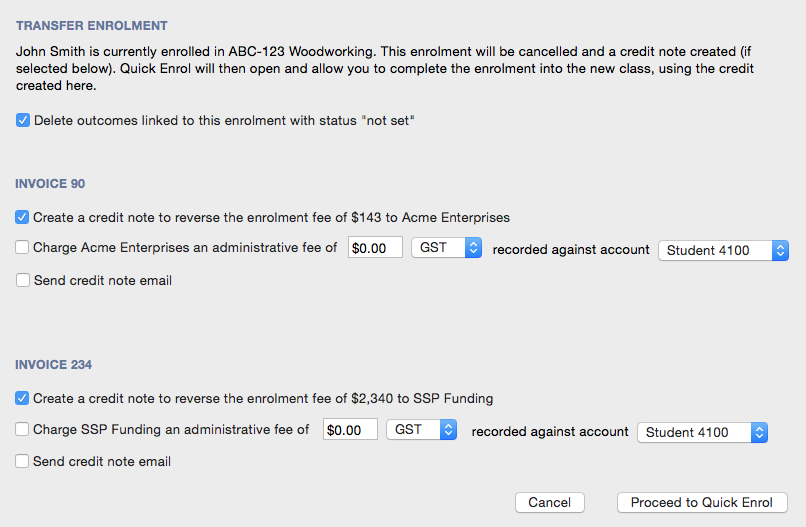 TRANSFER ENROLMENT
John Smith is currently enrolled in ABC-123 Woodworking. This enrolment will be cancelled and a credit note created (if
selected below). Quick Enrol will then open and allow you to complete the enrolment into the new class, using the credit
created here.
Delete outcomes linked to this enrolment with status "not set"
INVOICE 90
Create a credit note to reverse the enrolment fee of $143 to Acme Enterprises
Charge Acme Enterprises an administrative fee of $0.00 GST recorded against account Student 4100
Send credit note email
INVOICE 234
Create a credit note to reverse the enrolment fee of $2,340 to SSP Funding
Charge SSP Funding an administrative fee of $0.00 GST recorded against account Student 4100
Send credit note email
Cancel Proceed to Quick Enrol